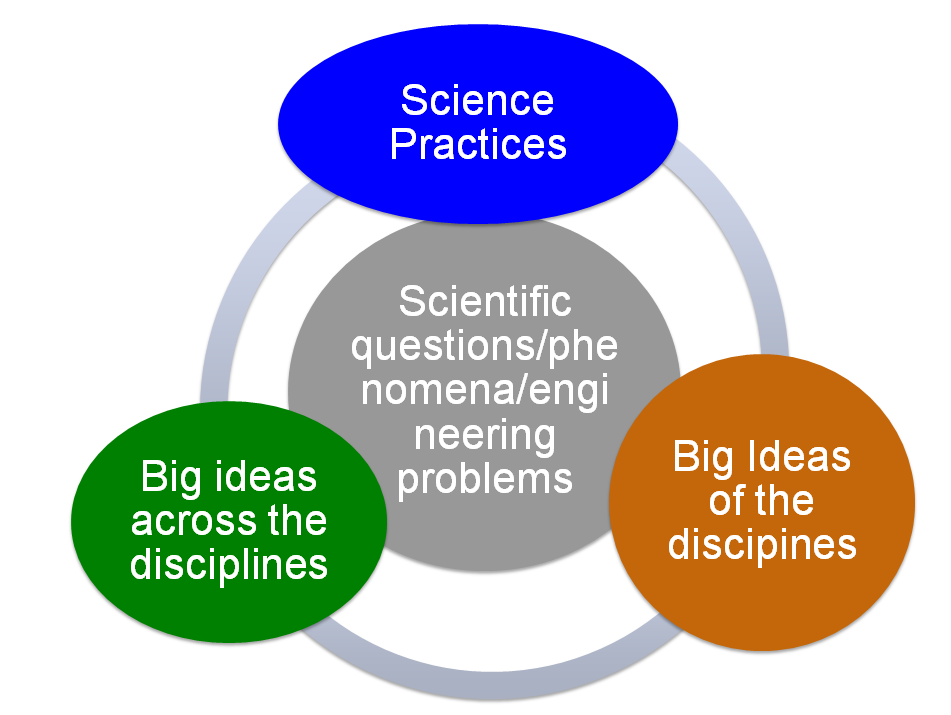 Science
Practices
Scientific
questions/phe
nomena/engi
neering
problems
Big ideas
across the
disciplines
Big Ideas
of the
discipines